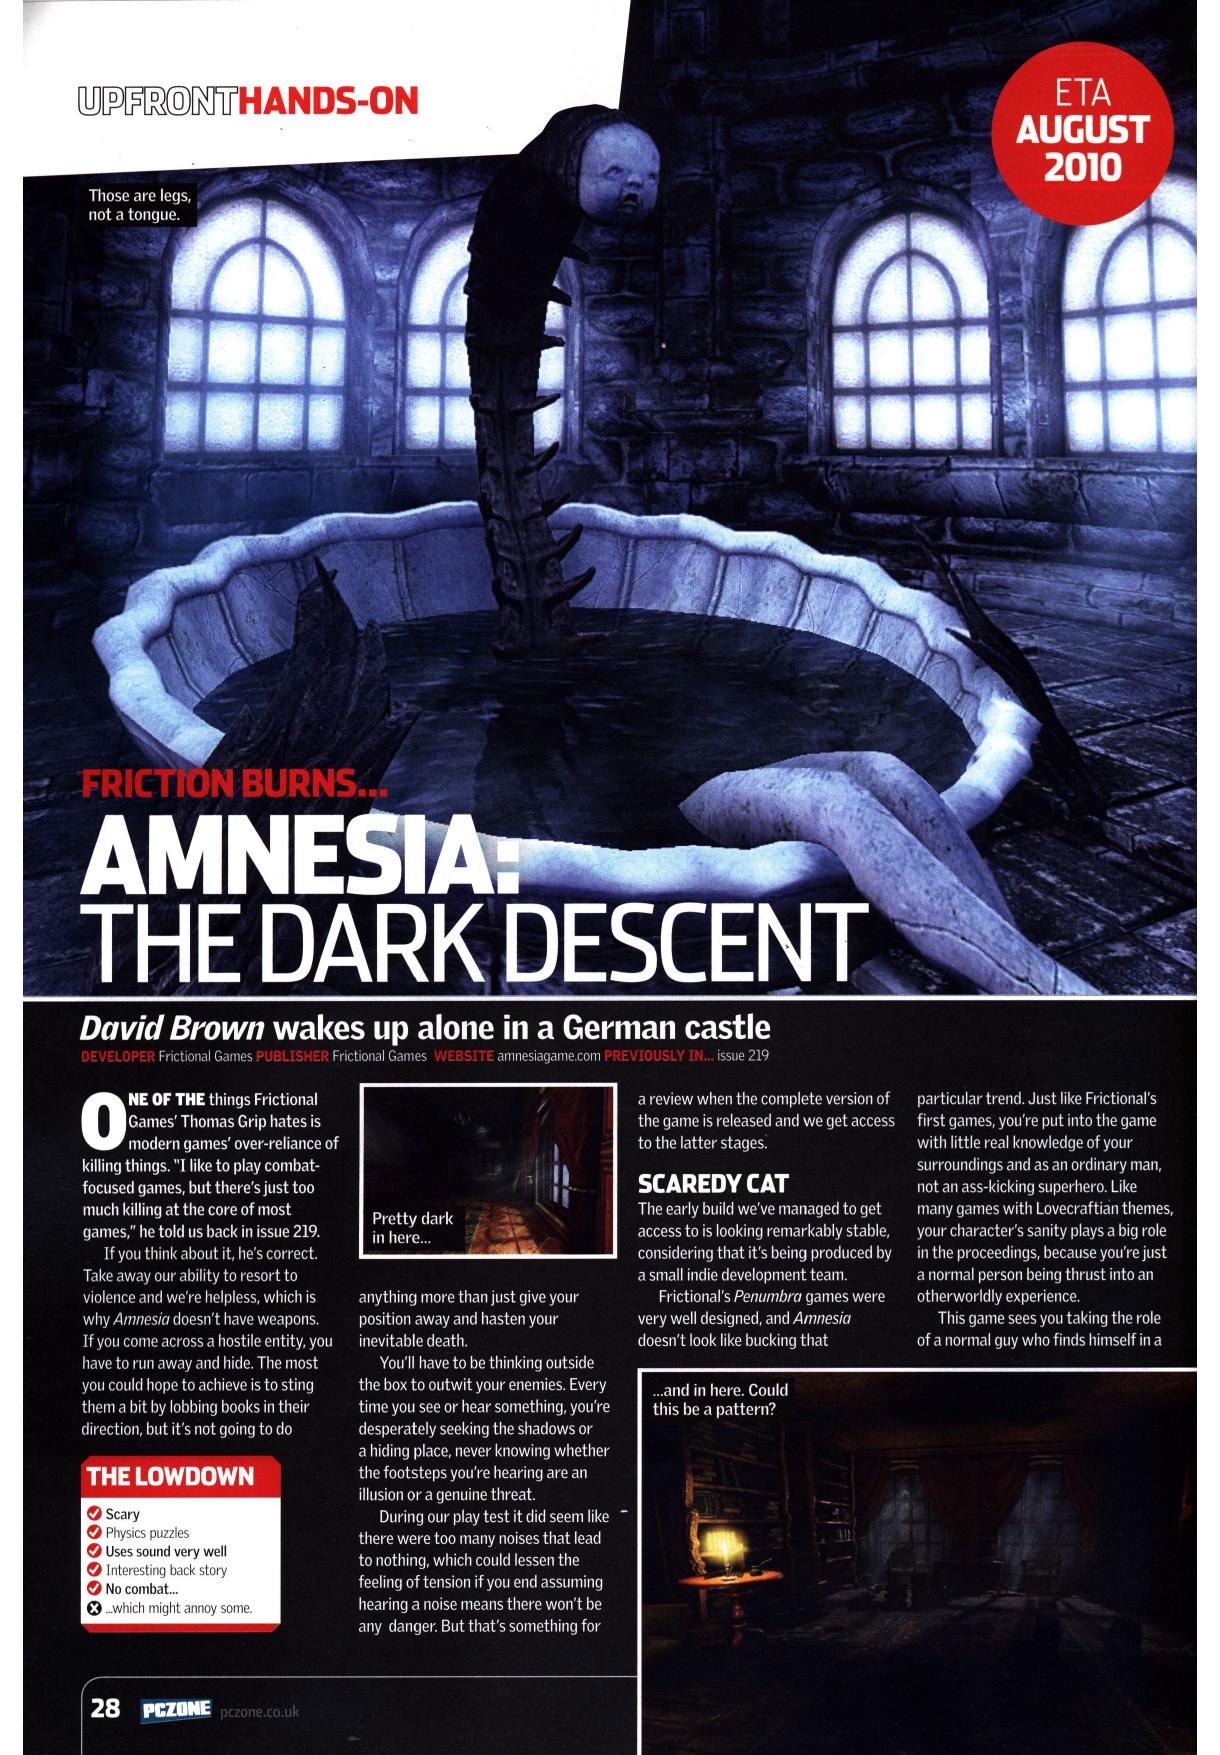 UPFRONTHANDS-ON
ETA
AUGUST
2010
Those are legs,
not a tongue.
FRICTION BURNS...
AMNESIA:
THE DARK DESCENT
David Brown wakes up alone in a German castle
DEVELOPER Frictional Games PUBLISHER Frictional Games WEBSITE amnesiagame.com PREVIOUSLY IN... issue 219
ONE OF THE things Frictional
Games' Thomas Grip hates is
modern games' over-reliance of
killing things. "I like to play combat-
focused games, but there's just too
much killing at the core of most
games," he told us back in issue 219.
If you think about it, he's correct.
Take away our ability to resort to
violence and we're helpless, which is
why Amnesia doesn't have weapons.
If you come across a hostile entity, you
have to run away and hide. The most
you could hope to achieve is to sting
them a bit by lobbing books in their
direction, but it's not going to do
THE LOWDOWN
Scary
Physics puzzles
Uses sound very well
Interesting back story
No combat...
...which might annoy some.
Pretty dark
in here...
anything more than just give your
position away and hasten your
inevitable death.
You'll have to be thinking outside
the box to outwit your enemies. Every
time you see or hear something, you're
desperately seeking the shadows or
a hiding place, never knowing whether
the footsteps you're hearing are an
illusion or a genuine threat.
During our play test it did seem like
there were too many noises that lead
to nothing, which could lessen the
feeling of tension if you end assuming
hearing a noise means there won't be
any danger. But that's something for
a review when the complete version of
the game is released and we get access
to the latter stages.
SCAREDY CAT
The early build we've managed to get
access to is looking remarkably stable,
considering that it's being produced by
a small indie development team.
Frictional's Penumbra games were
very well designed, and Amnesia
doesn't look like bucking that
particular trend. Just like Frictional's
first games, you're put into the game
with little real knowledge of your
surroundings and as an ordinary man,
not an ass-kicking superhero. Like
many games with Lovecraftian themes,
your character's sanity plays a big role
in the proceedings, because you're just
a normal person being thrust into an
otherworldly experience.
This game sees you taking the role
of a normal guy who finds himself in a
...and in here. Could
this be a pattern?
28 PCZONE pczone.co.uk